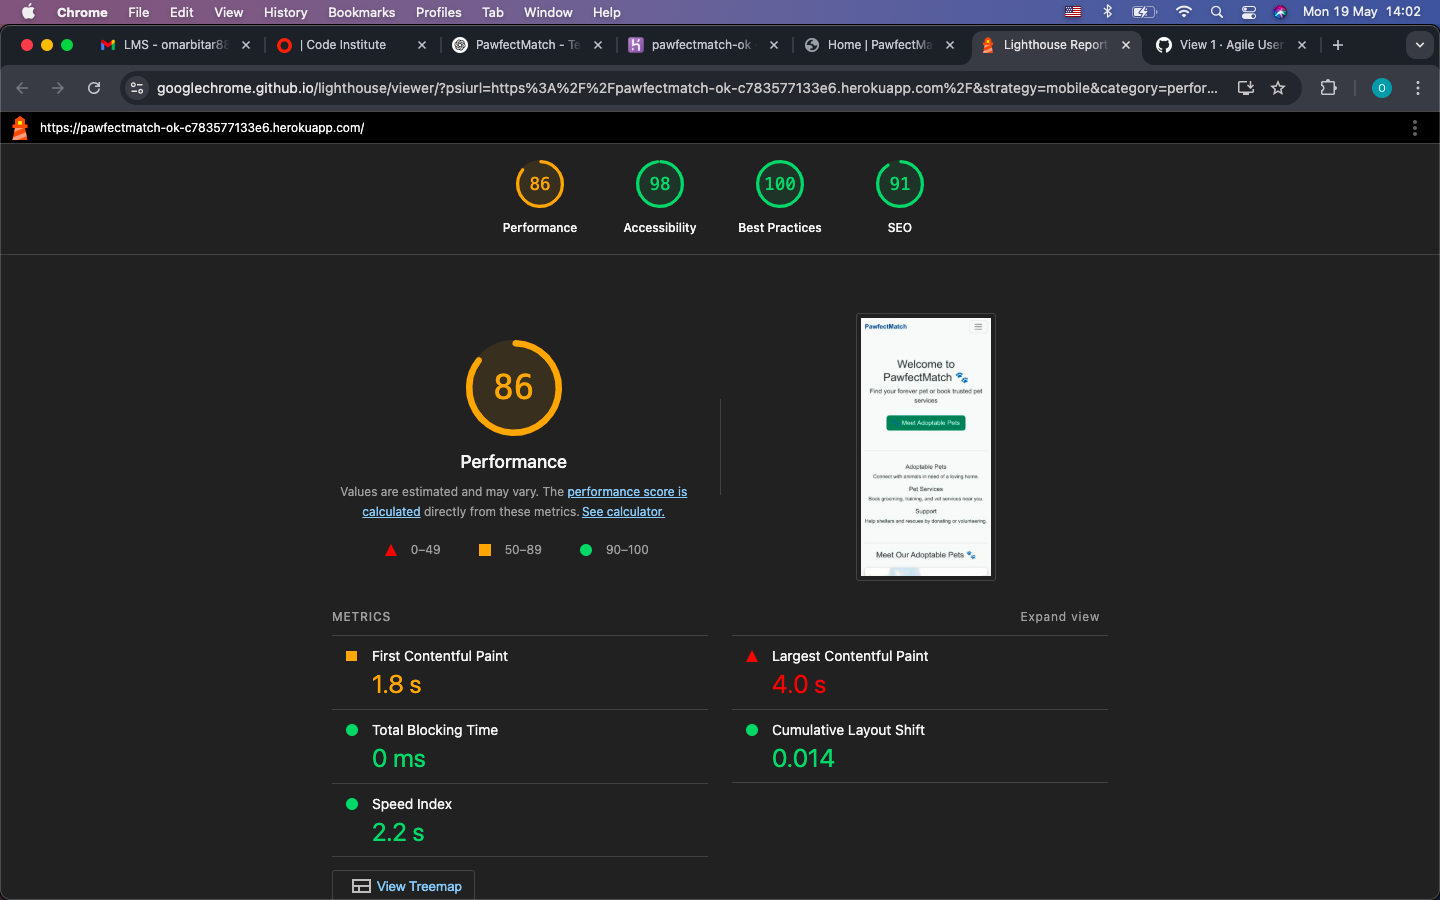 Chrome File Edit View History Bookmarks Profiles Tab Window Help Mon 19 May 14:02
LMS - omarbitar88 | Code Institute PawfectMatch - Te pawfectmatch-ok Home | PawfectMa Lighthouse Report View 1 · Agile User
googlechrome.github.io/lighthouse/viewer/?psiurl=https%3A%2F%2Fpawfectmatch-ok-c783577133e6.herokuapp.com%2F&strategy=mobile&category=perfor... O
https://pawfectmatch-ok-c783577133e6.herokuapp.com/
86 98 100 91
Performance Accessibility Best Practices SEO
86
Performance
Values are estimated and may vary. The performance score is
calculated directly from these metrics. See calculator.
0–49 50–89 90–100
PawfectMatch
Welcome to
PawfectMatch 🐾
Find your forever pet or book trusted pet
services
Meet Adoptable Pets
Adoptable Pets
Connect with animals in need of a loving home.
Pet Services
Book grooming, training, and vet services near you.
Support
Help shelters and rescues by donating or volunteering.
Meet Our Adoptable Pets 🐾
METRICS Expand view
First Contentful Paint
1.8 s
Largest Contentful Paint
4.0 s
Total Blocking Time
0 ms
Cumulative Layout Shift
0.014
Speed Index
2.2 s
View Treemap